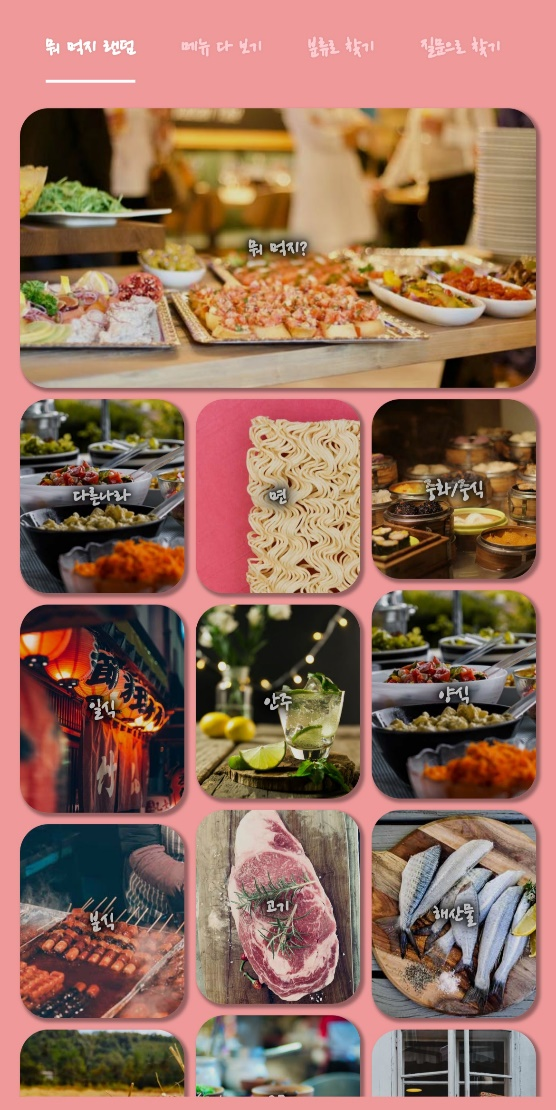 뭐 먹지 랜덤
메뉴 다 보기
분류로 찾기
질문으로 찾기
뭐 먹지?
다른나라
면
중화/중식
일식
안주
양식
분식
고기
해산물